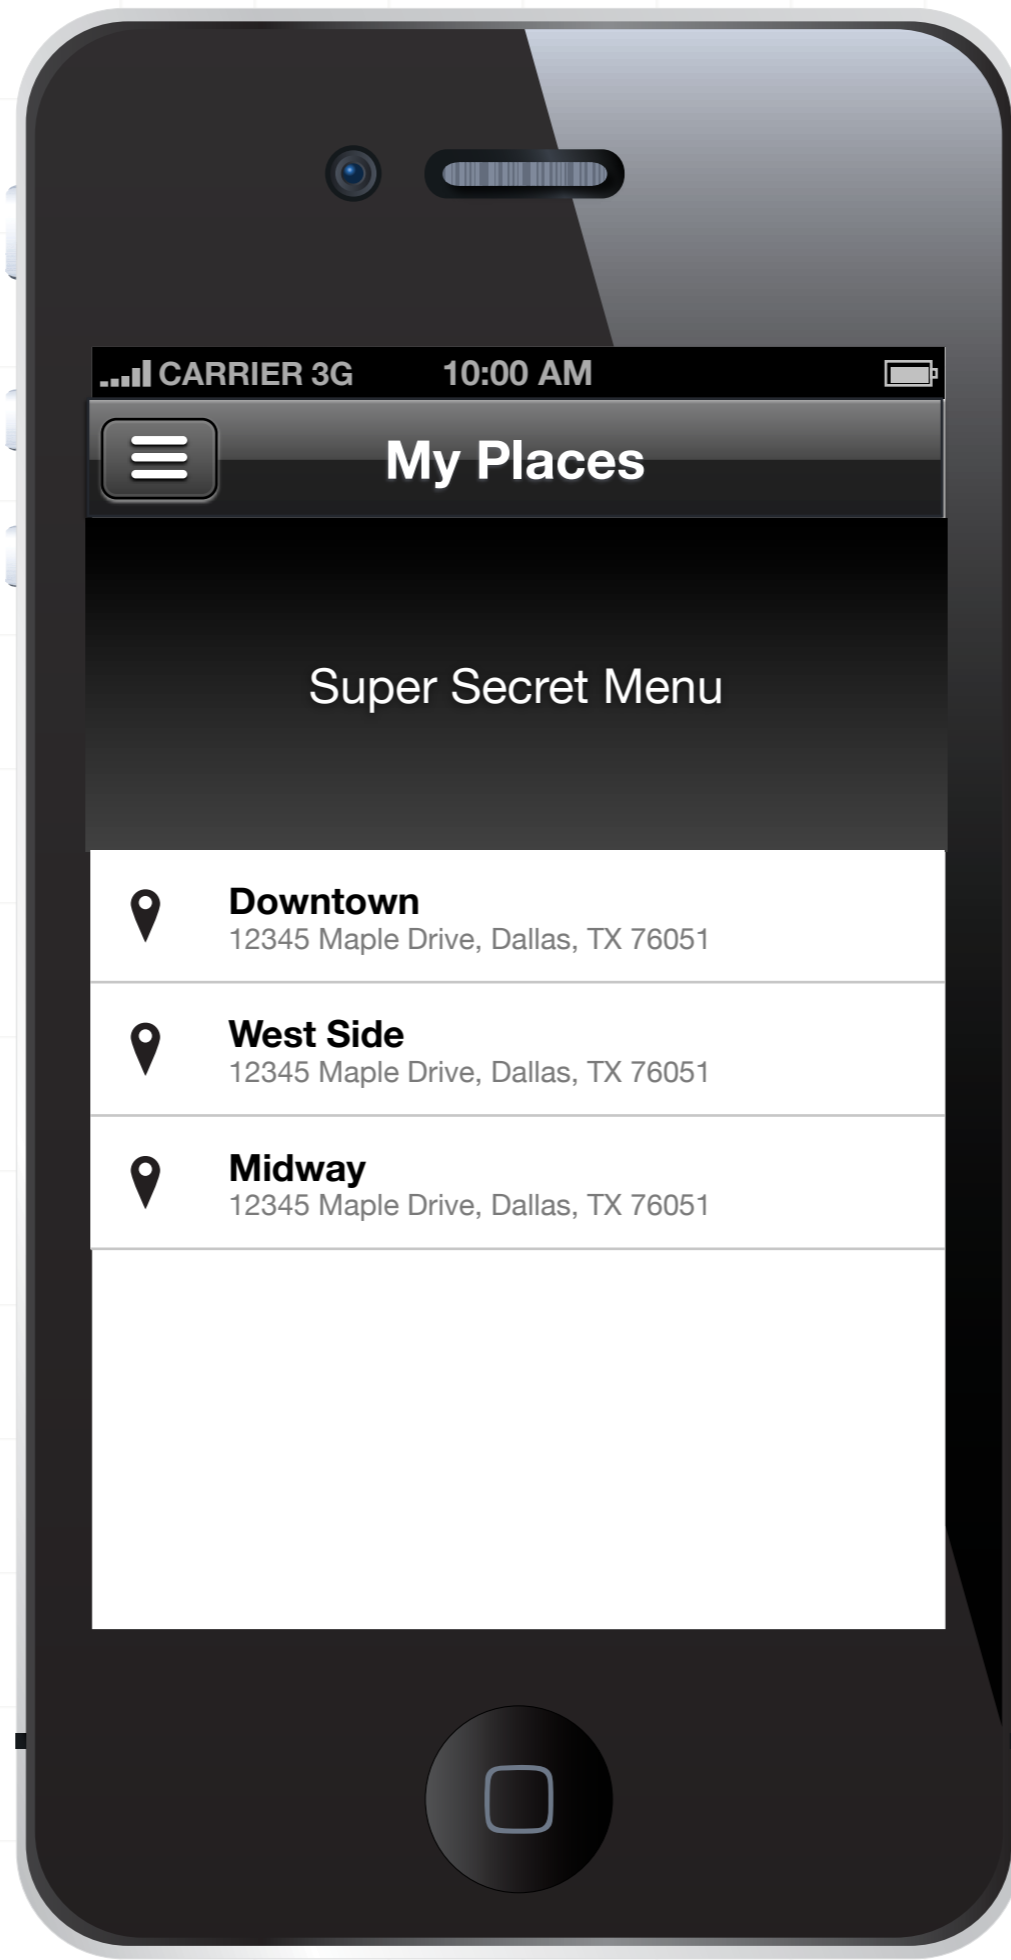 CARRIER 3G 10:00 AM
My Places
Super Secret Menu
Downtown
12345 Maple Drive, Dallas, TX 76051
West Side
12345 Maple Drive, Dallas, TX 76051
Midway
12345 Maple Drive, Dallas, TX 76051